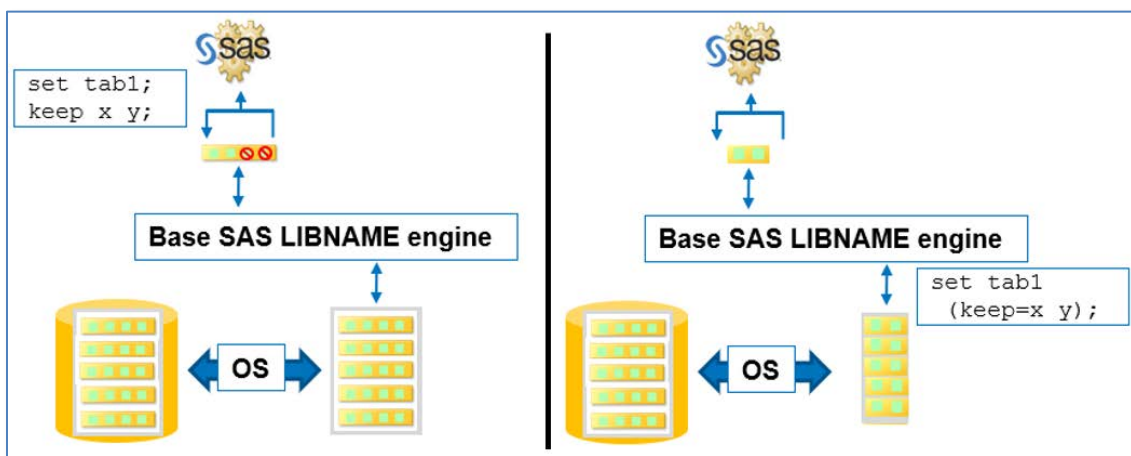 sas
set tab1;
keep x y;
Base SAS LIBNAME engine
OS
sas
Base SAS LIBNAME engine
set tab1
(keep=x y);
OS